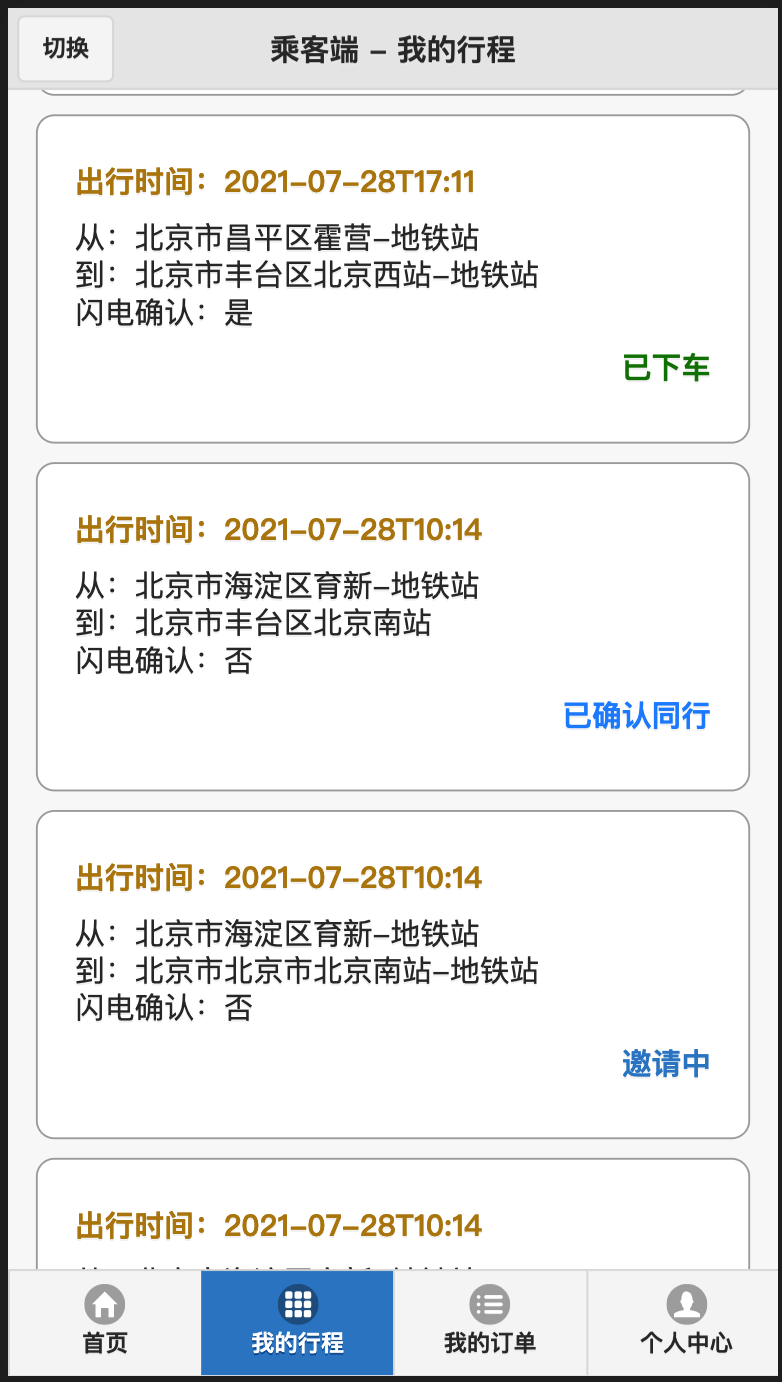 切换
乘客端 – 我的行程
出行时间：2021–07–28T17:11
从：北京市昌平区霍营–地铁站
到：北京市丰台区北京西站–地铁站
闪电确认：是
已下车
出行时间：2021–07–28T10:14
从：北京市海淀区育新–地铁站
到：北京市丰台区北京南站
闪电确认：否
已确认同行
出行时间：2021–07–28T10:14
从：北京市海淀区育新–地铁站
到：北京市北京市北京南站–地铁站
闪电确认：否
邀请中
出行时间：2021–07–28T10:14
首页
我的行程
我的订单
个人中心